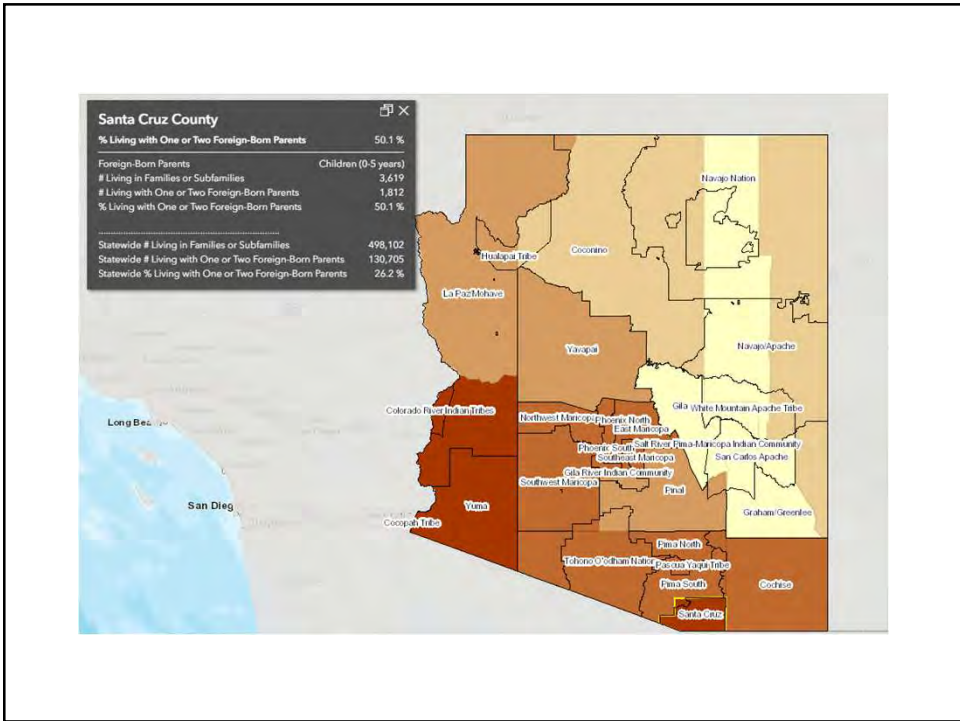 Santa Cruz County
% Living with One or Two Foreign-Born Parents 50.1 %
Foreign-Born Parents Children (0-5 years)
# Living in Families or Subfamilies 3,619
# Living with One or Two Foreign-Born Parents 1,812
% Living with One or Two Foreign-Born Parents 50.1 %
Statewide # Living in Families or Subfamilies 498,102
Statewide # Living with One or Two Foreign-Born Parents 130,705
Statewide % Living with One or Two Foreign-Born Parents 26.2 %
Navajo Nation
Coconino
Hualapai Tribe
La Paz/Mohave
Yavapai
Navajo/Apache
Colorado River Indian Tribes
Gila
White Mountain Apache Tribe
Northwest Maricopa
Phoenix North
East Maricopa
Long
Phoenix South
Salt River Pima-Maricopa Indian Community
Southeast Maricopa
San Carlos Apache
Gila River Indian Community
Southwest Maricopa
Pinal
San Dieg
Yuma
Graham/Greenlee
Cocopah Tribe
Pima North
Tohono O'odham Nation
Pascua Yaqui Tribe
Pima South
Cochise
Santa Cruz